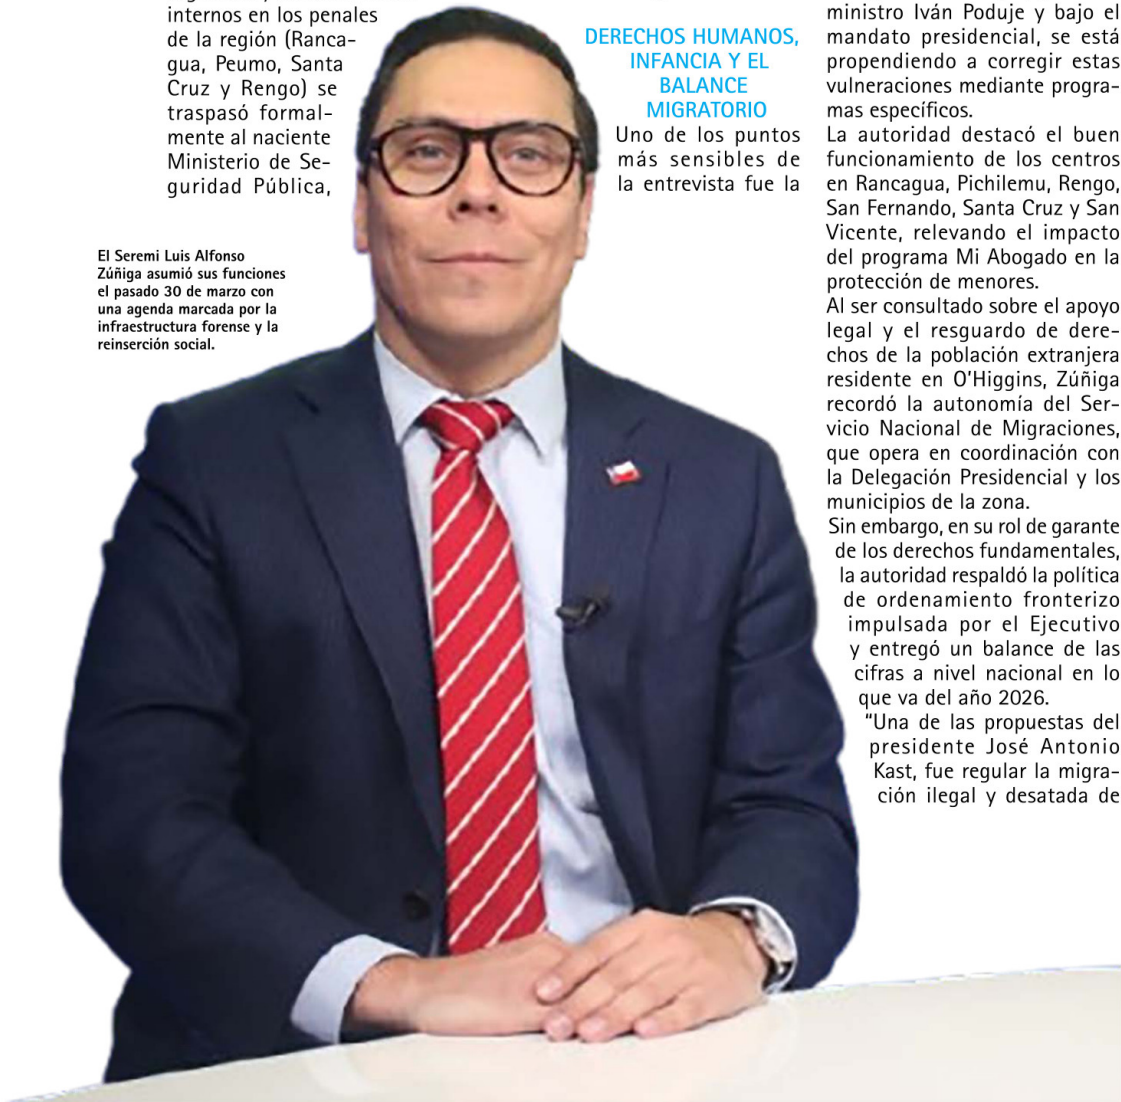 internos en los penales
de la región (Ranca-
gua, Peumo, Santa
Cruz y Rengo) se
traspasó formal-
mente al naciente
Ministerio de Se-
guridad Pública,
El Seremi Luis Alfonso
Zúñiga asumió sus funciones
el pasado 30 de marzo con
una agenda marcada por la
infraestructura forense y la
reinserción social.
DERECHOS HUMANOS,
INFANCIA Y EL
BALANCE
MIGRATORIO
Uno de los puntos
más sensibles de
la entrevista fue la
ministro Iván Poduje y bajo el
mandato presidencial, se está
propendiendo a corregir estas
vulneraciones mediante progra-
mas específicos.
La autoridad destacó el buen
funcionamiento de los centros
en Rancagua, Pichilemu, Rengo,
San Fernando, Santa Cruz y San
Vicente, relevando el impacto
del programa Mi Abogado en la
protección de menores.
Al ser consultado sobre el apoyo
legal y el resguardo de dere-
chos de la población extranjera
residente en O'Higgins, Zúñiga
recordó la autonomía del Ser-
vicio Nacional de Migraciones,
que opera en coordinación con
la Delegación Presidencial y los
municipios de la zona.
Sin embargo, en su rol de garante
de los derechos fundamentales,
la autoridad respaldó la política
de ordenamiento fronterizo
impulsada por el Ejecutivo
y entregó un balance de las
cifras a nivel nacional en lo
que va del año 2026.
"Una de las propuestas del
presidente José Antonio
Kast, fue regular la migra-
ción ilegal y desatada de